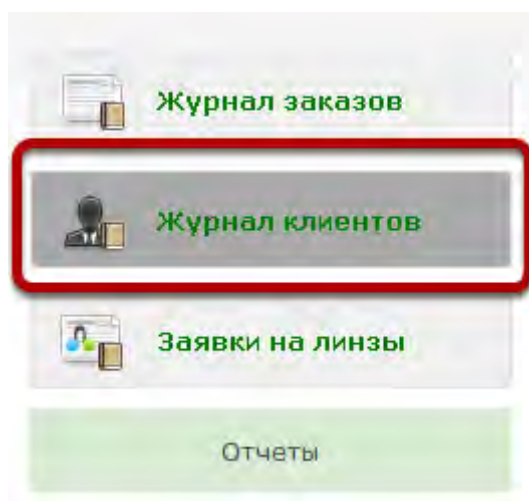 Журнал заказов
Журнал клиентов
Заявки на линзы
Отчеты